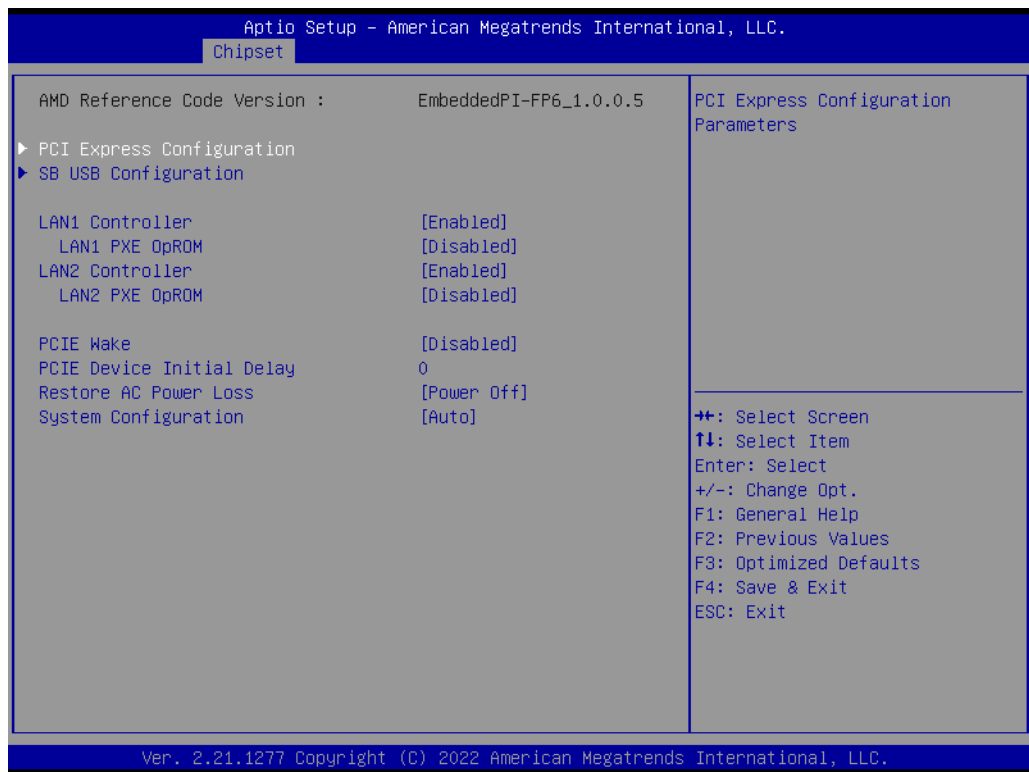 Aptio Setup – American Megatrends International, LLC.
Chipset
AMD Reference Code Version : EmbeddedPI-FP6_1.0.0.5
PCI Express Configuration
SB USB Configuration
LAN1 Controller [Enabled]
LAN1 PXE OpROM [Disabled]
LAN2 Controller [Enabled]
LAN2 PXE OpROM [Disabled]
PCIE Wake [Disabled]
PCIE Device Initial Delay 0
Restore AC Power Loss [Power Off]
System Configuration [Auto]
PCI Express Configuration
Parameters
→←: Select Screen
↑↓: Select Item
Enter: Select
+/-: Change Opt.
F1: General Help
F2: Previous Values
F3: Optimized Defaults
F4: Save & Exit
ESC: Exit
Ver. 2.21.1277 Copyright (C) 2022 American Megatrends International, LLC.